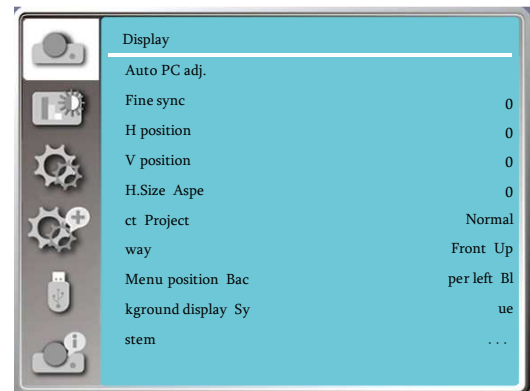 Display
Auto PC adj.
Fine sync 0
H position 0
V position 0
H.Size Aspe 0
ct Project Normal
way Front Up
Menu position Bac per left Bl
kground display Sy ue
stem ...